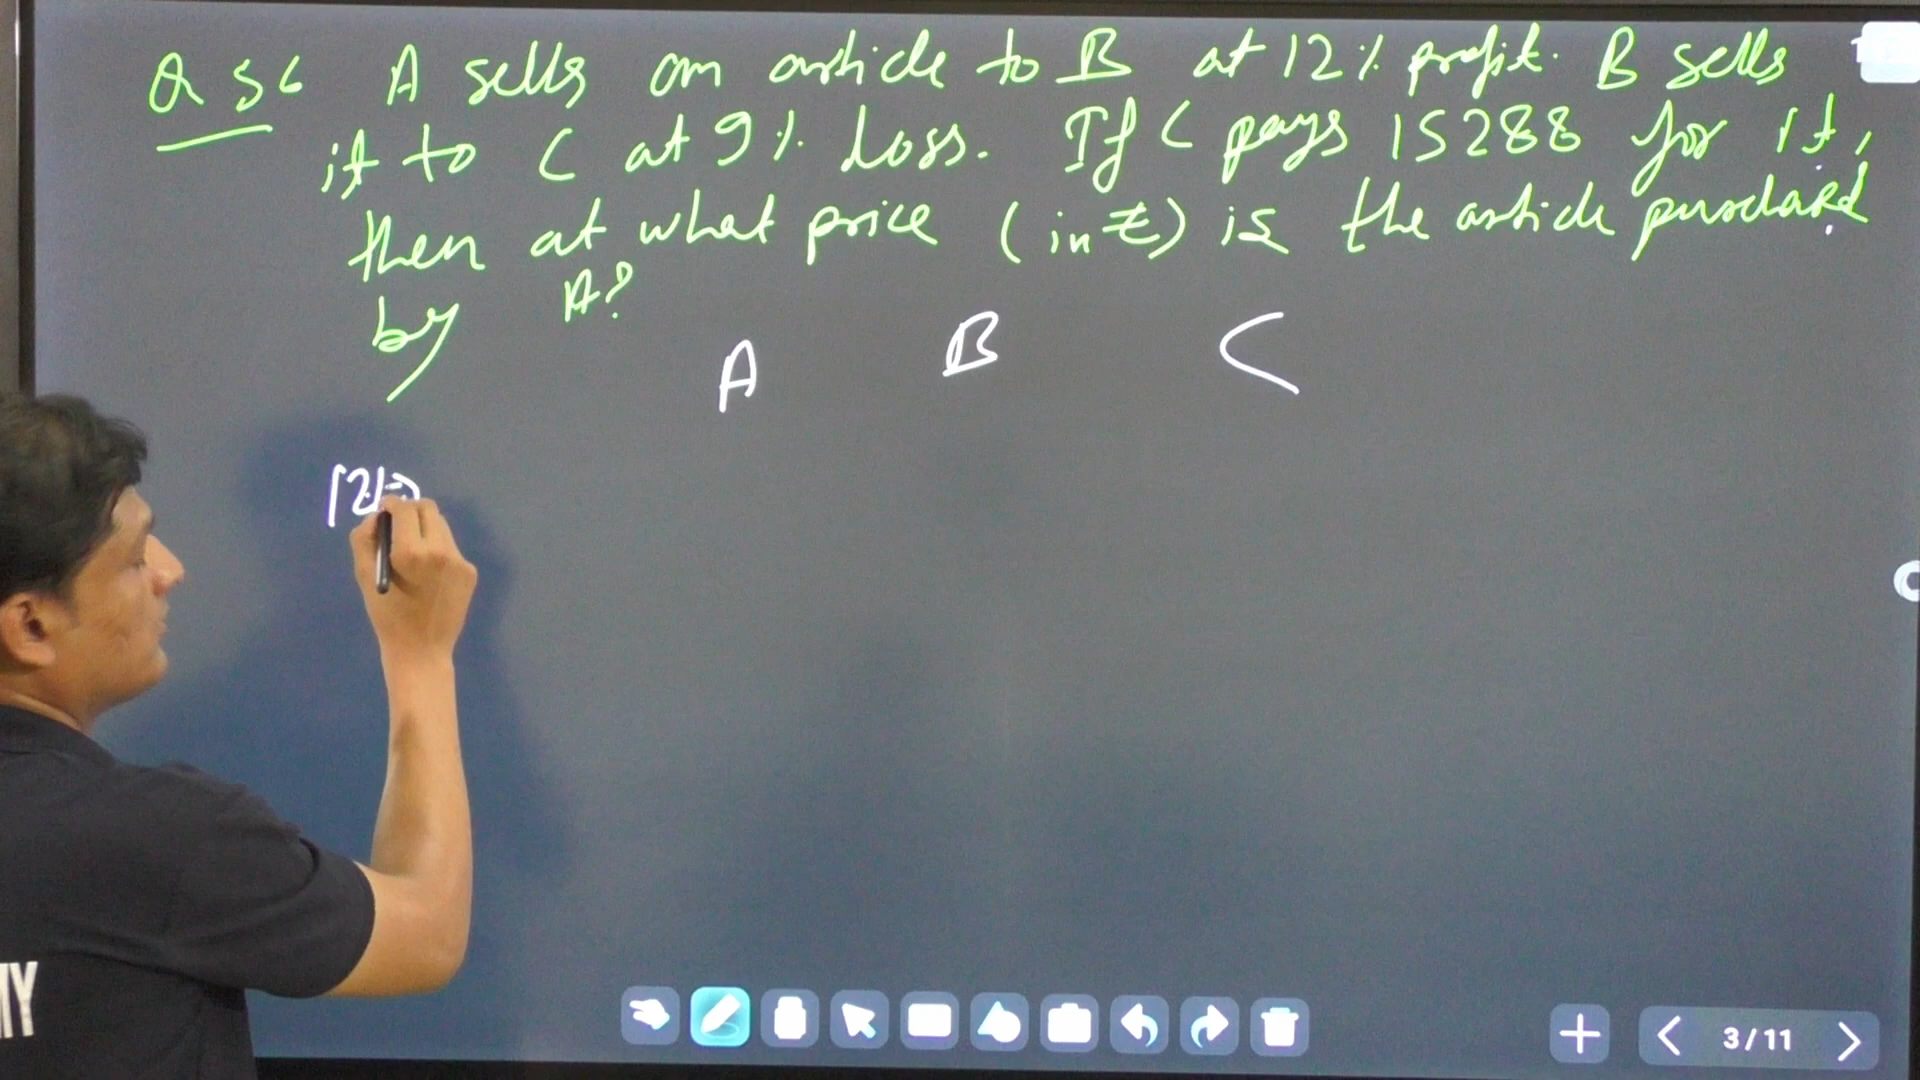 Q 56 A sells an article to B at 12% profit. B sells
it to C at 9% Loss. If C pays 15288 for it,
then at what price (in ₹) is the article purchased
by A?
A B C
12%
MY
3/11